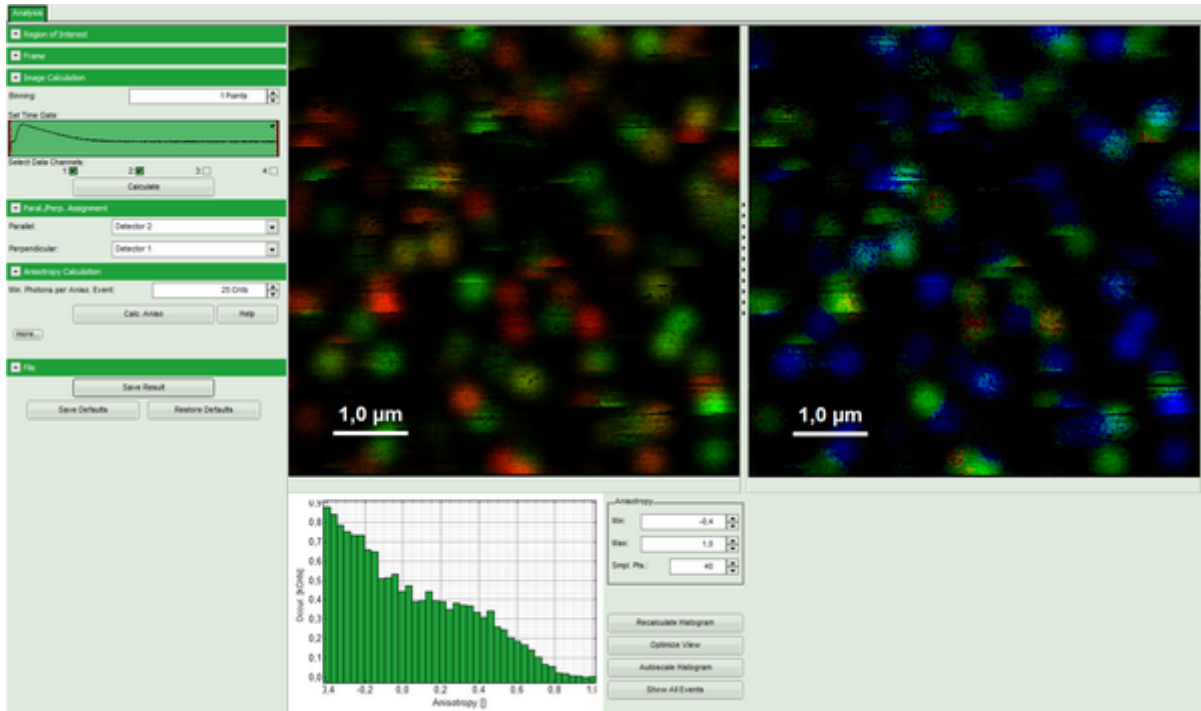 Analysis
Region of Interest
Frame
Image Calculation
Binning: 1 Points
Set Time Gate:
Select Data Channels:
1: 2: 3: 4:
Calculate
Paral./Perp. Assignment
Parallel: Detector 2
Perpendicular: Detector 1
Anisotropy Calculation
Min. Photons per Aniso. Event: 25 Cnts
Calc. Aniso Help
more...
File
Save Result
Save Defaults Restore Defaults
1,0 µm
1,0 µm
0,9
0,8
0,7
0,6
0,5
0,4
0,3
0,2
0,1
0,0
Occur. [kCnts]
-0,2 0,0 0,2 0,4 0,6 0,8 1,0
Anisotropy []
Anisotropy
Min: -0,4
Max: 1,0
Smpl. Pts.: 40
Recalculate Histogram
Optimize View
Autoscale Histogram
Show All Events